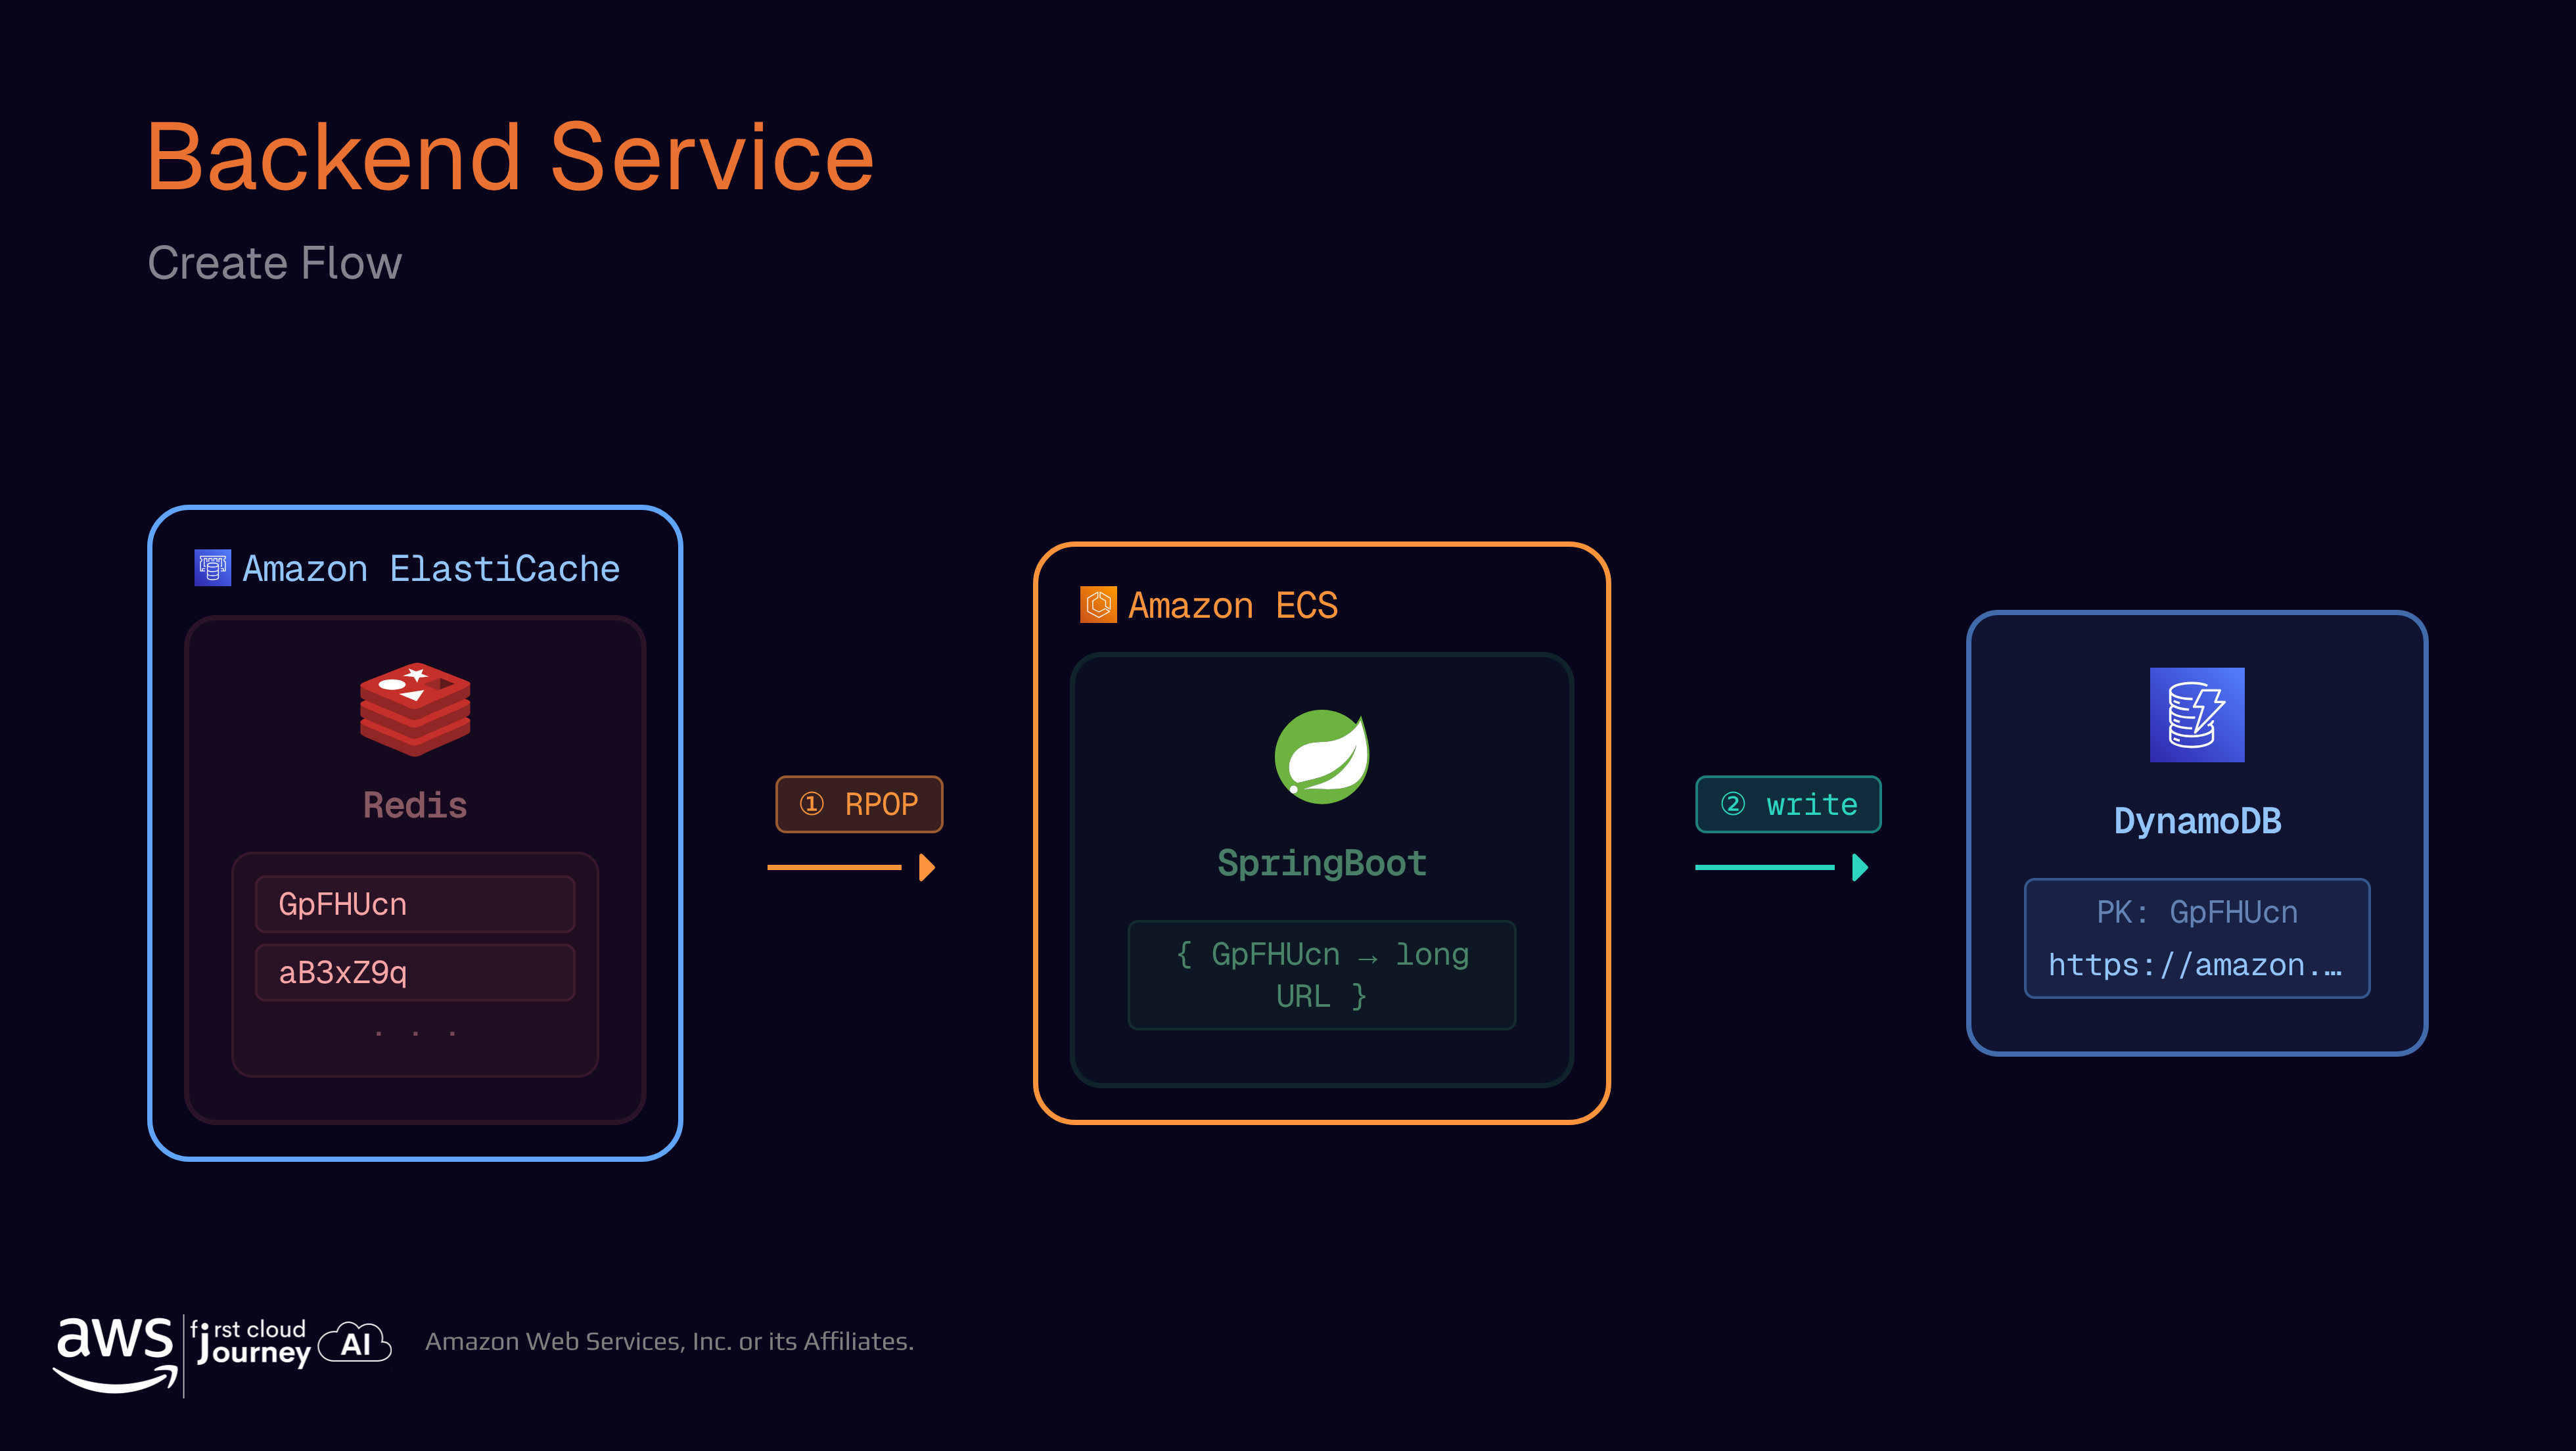 Backend Service
Create Flow
Amazon ElastiCache
Redis
GpFHUcn
aB3xZ9q
. . .
① RPOP
Amazon ECS
SpringBoot
{ GpFHUcn → long
URL }
② write
DynamoDB
PK: GpFHUcn
https://amazon.…
aws
first cloud
journey
AI
Amazon Web Services, Inc. or its Affiliates.